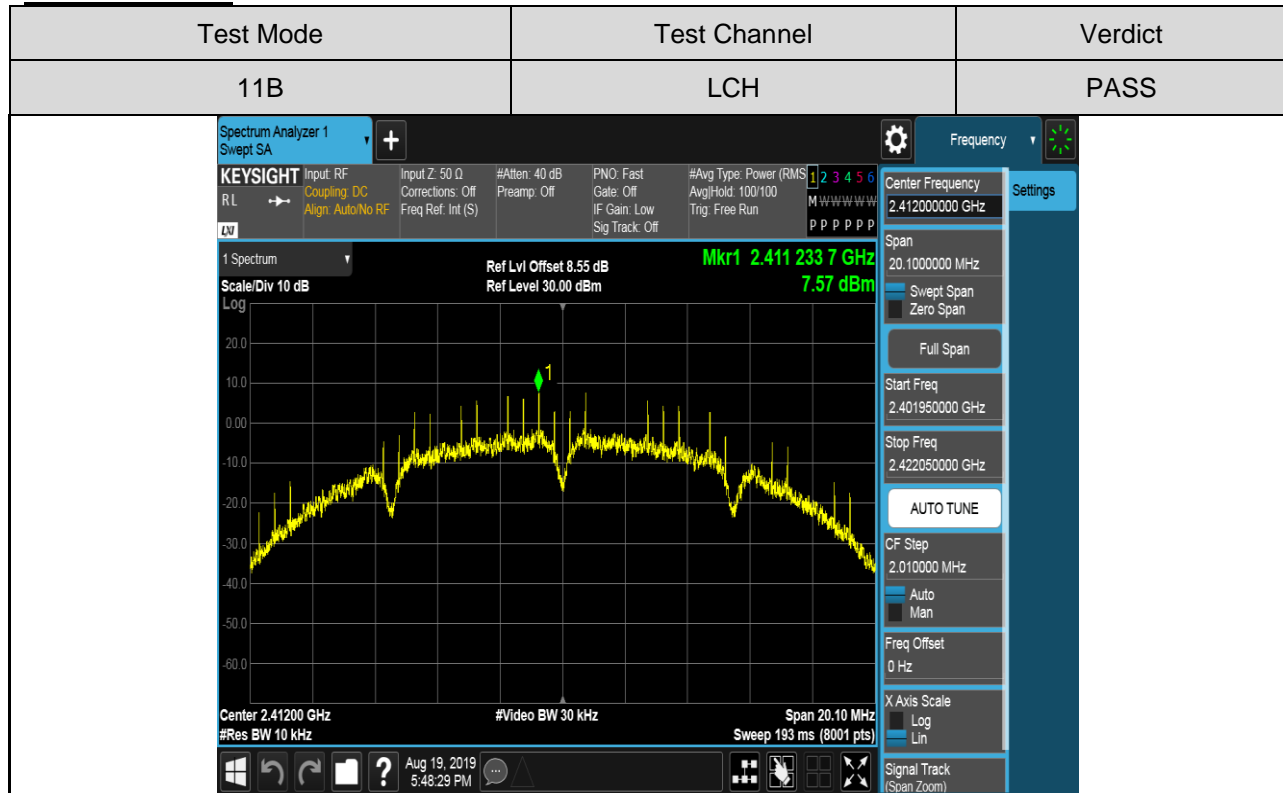 Test Mode Test Channel Verdict
11B LCH PASS
Spectrum Analyzer 1
Swept SA
+
Frequency
KEYSIGHT
RL
LXI
Input: RF
Coupling: DC
Align: Auto/No RF
Input Z: 50 Ω
Corrections: Off
Freq Ref: Int (S)
#Atten: 40 dB
Preamp: Off
PNO: Fast
Gate: Off
IF Gain: Low
Sig Track: Off
#Avg Type: Power (RMS
Avg|Hold: 100/100
Trig: Free Run
1 2 3 4 5 6
M W W W W W
P P P P P P
1 Spectrum
Scale/Div 10 dB
Ref Lvl Offset 8.55 dB
Ref Level 30.00 dBm
Mkr1 2.411 233 7 GHz
7.57 dBm
Log
20.0
10.0
0.00
-10.0
-20.0
-30.0
-40.0
-50.0
-60.0
1
Center 2.41200 GHz
#Res BW 10 kHz
#Video BW 30 kHz
Span 20.10 MHz
Sweep 193 ms (8001 pts)
?
Aug 19, 2019
5:48:29 PM
Center Frequency
2.412000000 GHz
Settings
Span
20.1000000 MHz
Swept Span
Zero Span
Full Span
Start Freq
2.401950000 GHz
Stop Freq
2.422050000 GHz
AUTO TUNE
CF Step
2.010000 MHz
Auto
Man
Freq Offset
0 Hz
X Axis Scale
Log
Lin
Signal Track
(Span Zoom)